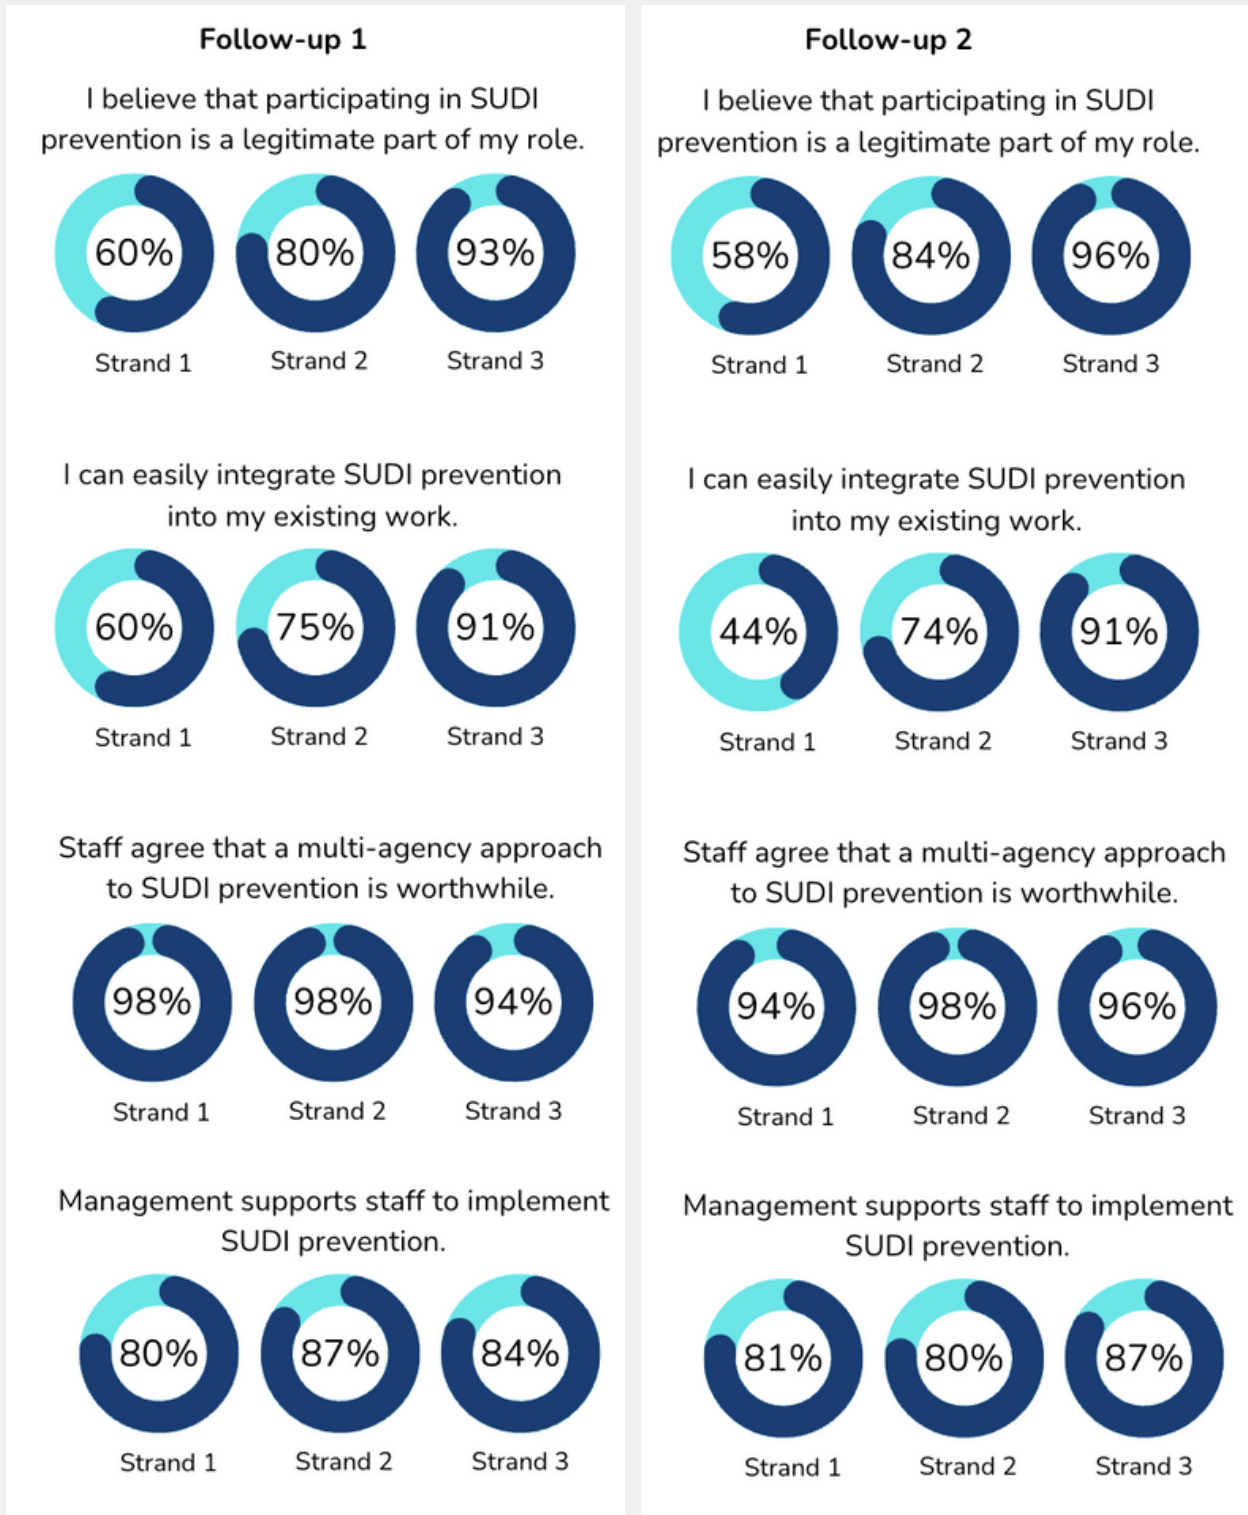 Follow-up 1
I believe that participating in SUDI
prevention is a legitimate part of my role.
60% 80% 93%
Strand 1 Strand 2 Strand 3
I can easily integrate SUDI prevention
into my existing work.
60% 75% 91%
Strand 1 Strand 2 Strand 3
Staff agree that a multi-agency approach
to SUDI prevention is worthwhile.
98% 98% 94%
Strand 1 Strand 2 Strand 3
Management supports staff to implement
SUDI prevention.
80% 87% 84%
Strand 1 Strand 2 Strand 3
Follow-up 2
I believe that participating in SUDI
prevention is a legitimate part of my role.
58% 84% 96%
Strand 1 Strand 2 Strand 3
I can easily integrate SUDI prevention
into my existing work.
44% 74% 91%
Strand 1 Strand 2 Strand 3
Staff agree that a multi-agency approach
to SUDI prevention is worthwhile.
94% 98% 96%
Strand 1 Strand 2 Strand 3
Management supports staff to implement
SUDI prevention.
81% 80% 87%
Strand 1 Strand 2 Strand 3